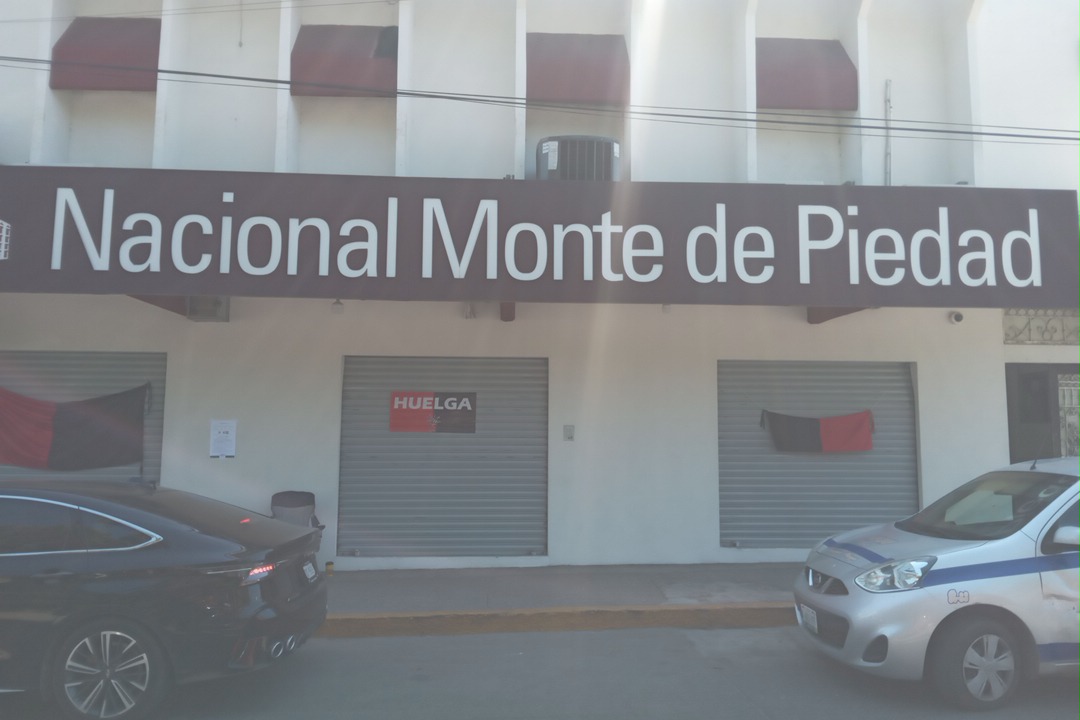 Nacional Monte de Piedad
HUELGA